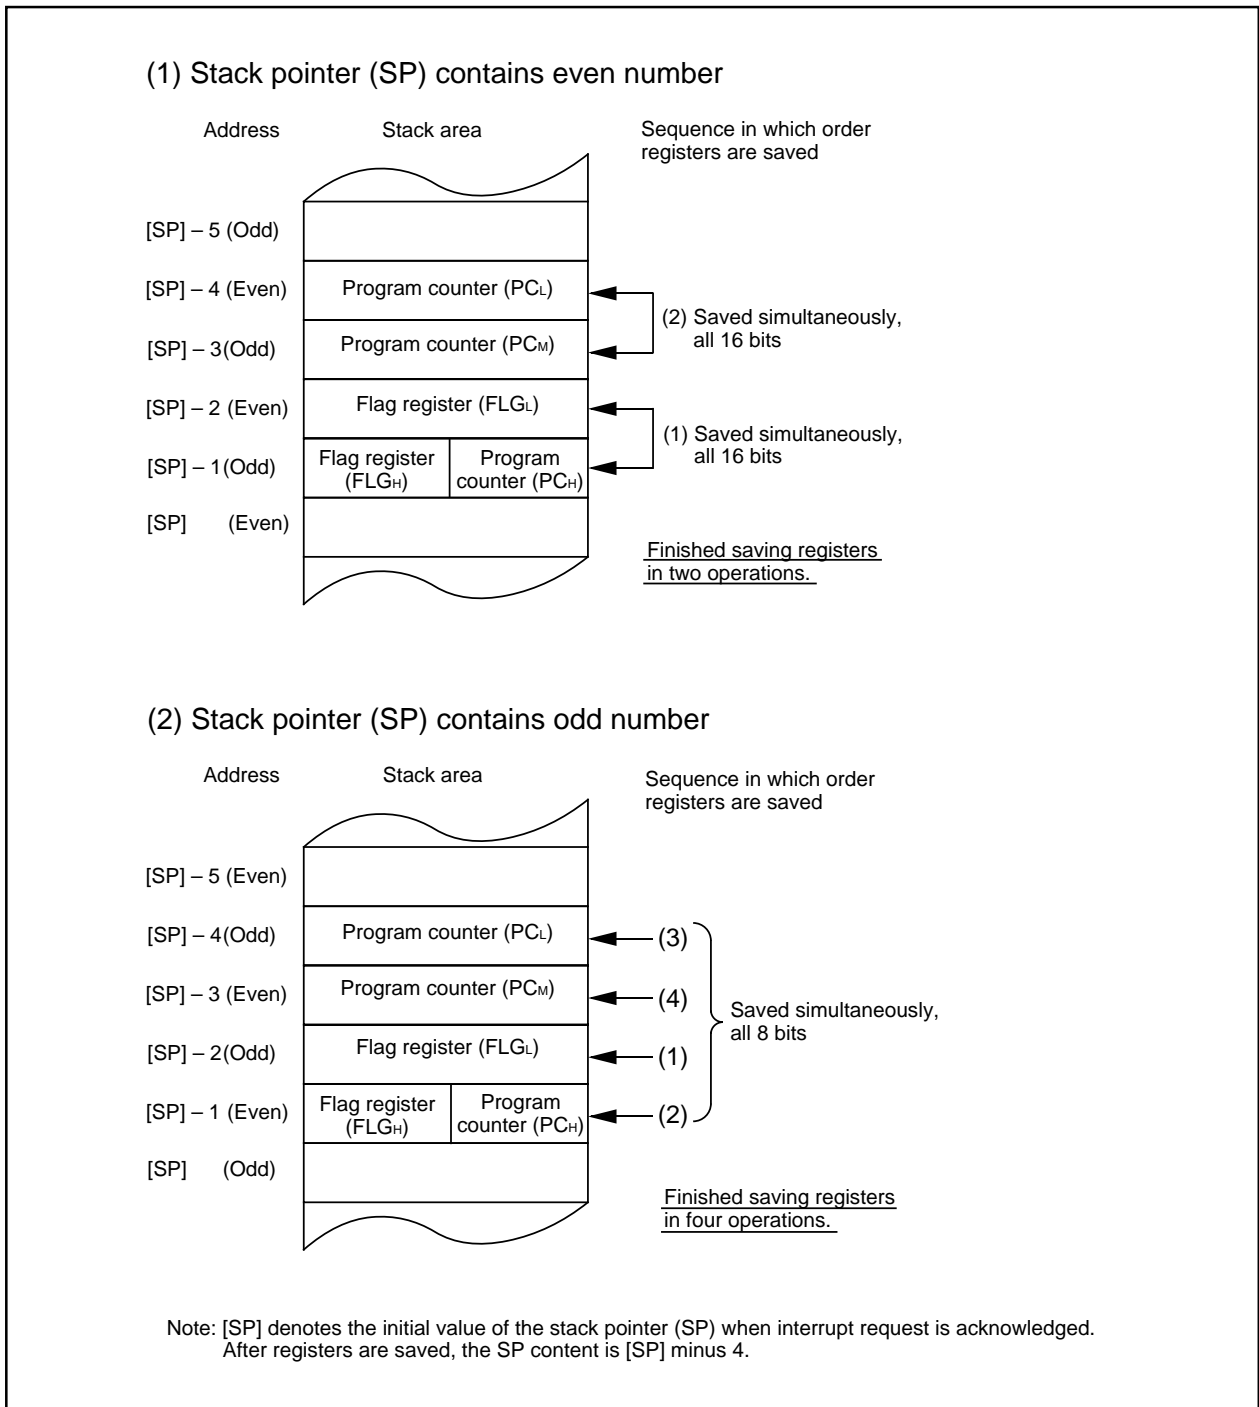 (1) Stack pointer (SP) contains even number
Address
Stack area
Sequence in which order
registers are saved
[SP] – 5 (Odd)
[SP] – 4 (Even)
Program counter (PCL)
[SP] – 3(Odd)
Program counter (PCM)
(2) Saved simultaneously,
all 16 bits
[SP] – 2 (Even)
Flag register (FLGL)
[SP] – 1(Odd)
Flag register
(FLGH)
Program
counter (PCH)
(1) Saved simultaneously,
all 16 bits
[SP] (Even)
Finished saving registers
in two operations.
(2) Stack pointer (SP) contains odd number
Address
Stack area
Sequence in which order
registers are saved
[SP] – 5 (Even)
[SP] – 4(Odd)
Program counter (PCL)
(3)
[SP] – 3 (Even)
Program counter (PCM)
(4)
Saved simultaneously,
all 8 bits
[SP] – 2(Odd)
Flag register (FLGL)
(1)
[SP] – 1 (Even)
Flag register
(FLGH)
Program
counter (PCH)
(2)
[SP] (Odd)
Finished saving registers
in four operations.
Note: [SP] denotes the initial value of the stack pointer (SP) when interrupt request is acknowledged.
After registers are saved, the SP content is [SP] minus 4.